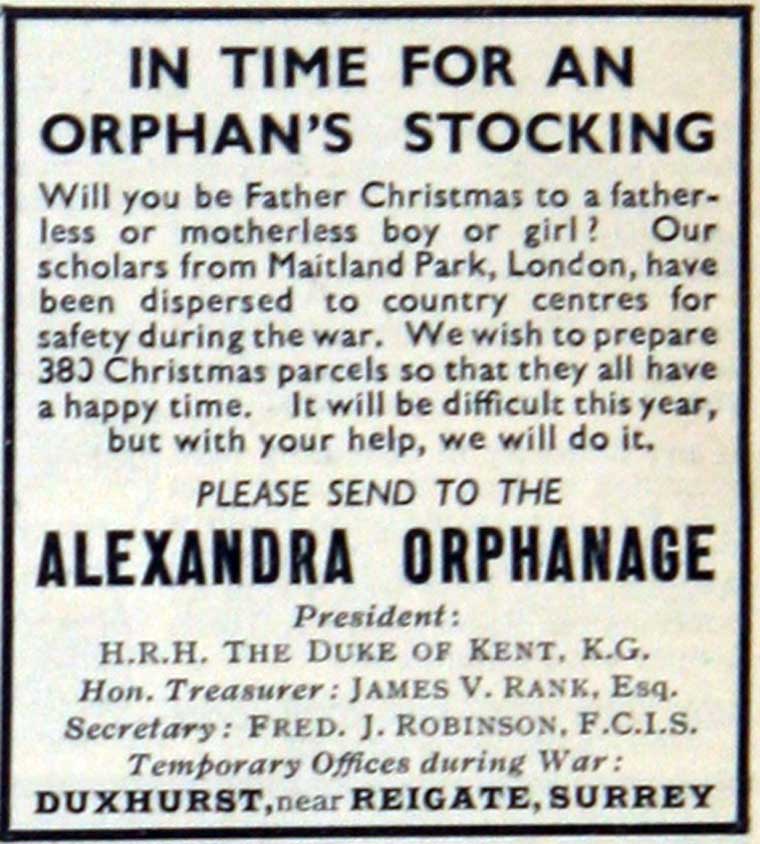 IN TIME FOR AN
ORPHAN'S STOCKING
Will you be Father Christmas to a father-
less or motherless boy or girl? Our
scholars from Maitland Park, London, have
been dispersed to country centres for
safety during the war. We wish to prepare
380 Christmas parcels so that they all have
a happy time. It will be difficult this year,
but with your help, we will do it.
PLEASE SEND TO THE
ALEXANDRA ORPHANAGE
President:
H.R.H. THE DUKE OF KENT, K.G.
Hon. Treasurer: JAMES V. RANK, Esq.
Secretary: FRED. J. ROBINSON, F.C.I.S.
Temporary Offices during War:
DUXHURST, near REIGATE, SURREY